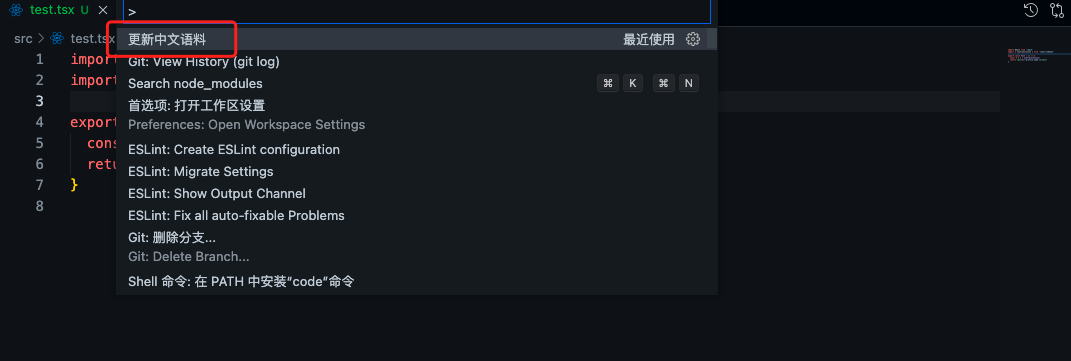 test.tsx U
>
src > test.tsx
更新中文语料 最近使用
Git: View History (git log)
Search node_modules ⌘ K ⌘ N
首选项: 打开工作区设置
Preferences: Open Workspace Settings
ESLint: Create ESLint configuration
ESLint: Migrate Settings
ESLint: Show Output Channel
ESLint: Fix all auto-fixable Problems
Git: 删除分支...
Git: Delete Branch...
Shell 命令: 在 PATH 中安装“code”命令
1 impor
2 impor
3
4 export
5 cons
6 retu
7 }
8